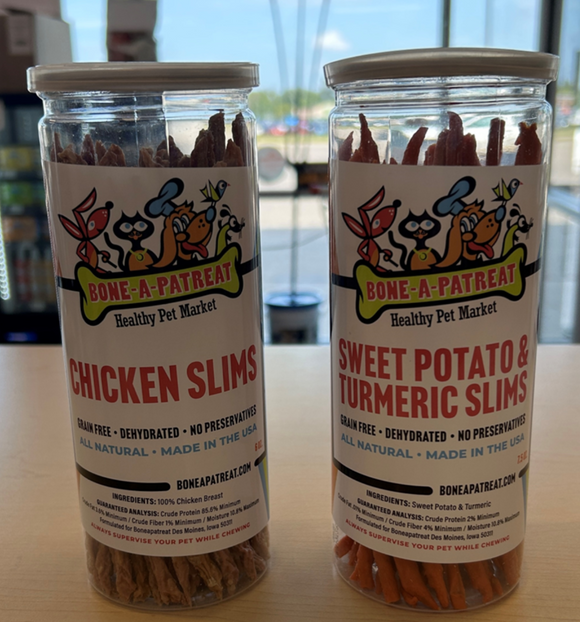 BONE-A-PATREAT
Healthy Pet Market
CHICKEN SLIMS
GRAIN FREE • DEHYDRATED • NO PRESERVATIVES
ALL NATURAL • MADE IN THE USA
BONEAPATREAT.COM
INGREDIENTS: 100% Chicken Breast
GUARANTEED ANALYSIS: Crude Protein 85.8% Minimum
Minimum / Crude Fiber 1% Minimum / Moisture 10.8% Maximum
Formulated for Boneapatreat Des Moines, Iowa
ALWAYS SUPERVISE YOUR PET WHILE CHEWING
BONE-A-PATREAT
Healthy Pet Market
SWEET POTATO &
TURMERIC SLIMS
GRAIN FREE • DEHYDRATED • NO PRESERVATIVES
ALL NATURAL • MADE IN THE USA
BONEAPATREAT.COM
INGREDIENTS: Sweet Potato & Turmeric
GUARANTEED ANALYSIS: Crude Protein 2% Minimum
Minimum / Crude Fiber 4% Minimum / Moisture 10.8% Maximum
Formulated for Boneapatreat Des Moines, Iowa
ALWAYS SUPERVISE YOUR PET WHILE CHEWING